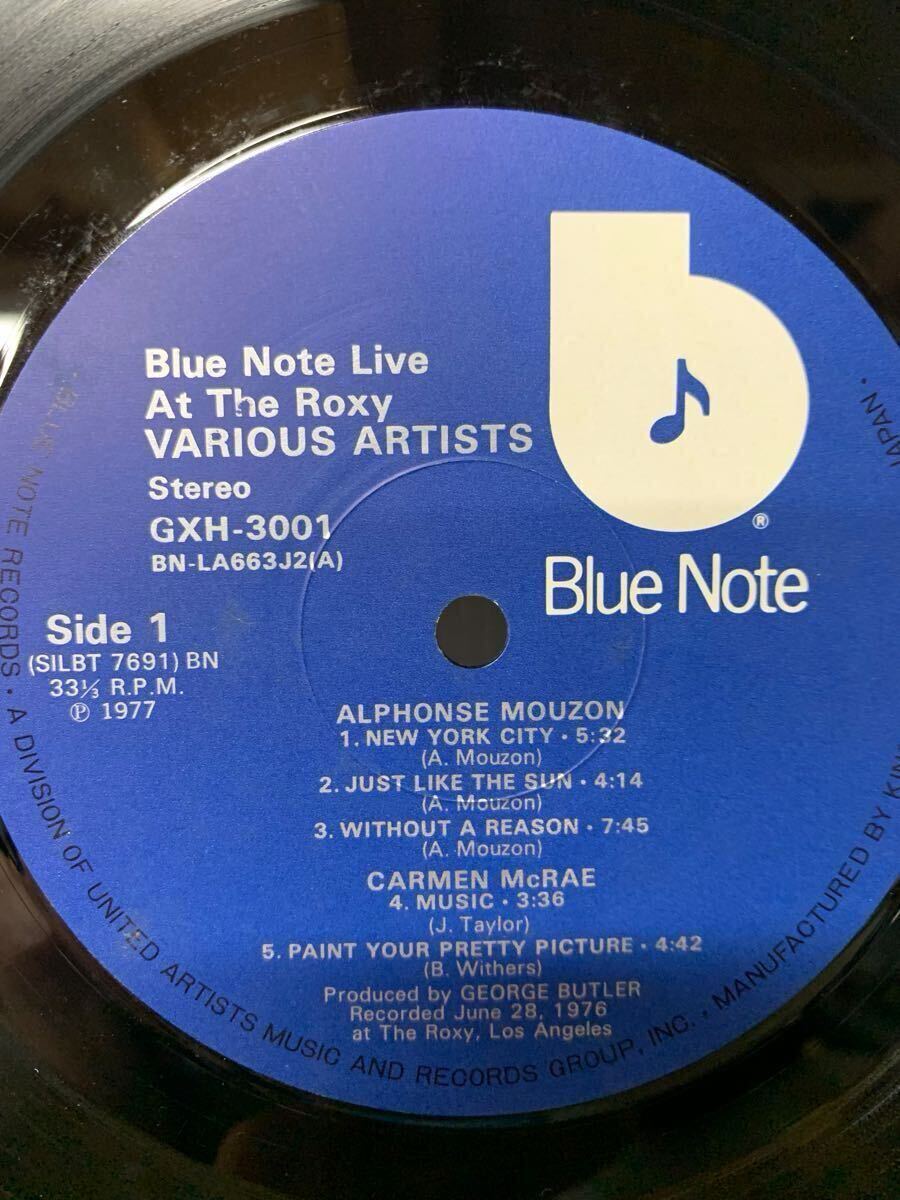 Blue Note Live
At The Roxy
VARIOUS ARTISTS
Stereo
GXH-3001
BN-LA663J2(A)
®
Blue Note
Side 1
(SILBT 7691) BN
33⅓ R.P.M.
℗ 1977
ALPHONSE MOUZON
1. NEW YORK CITY • 5:32
(A. Mouzon)
2. JUST LIKE THE SUN • 4:14
(A. Mouzon)
3. WITHOUT A REASON • 7:45
(A. Mouzon)
CARMEN McRAE
4. MUSIC • 3:36
(J. Taylor)
5. PAINT YOUR PRETTY PICTURE • 4:42
(B. Withers)
Produced by GEORGE BUTLER
Recorded June 28, 1976
at The Roxy, Los Angeles
BLUE NOTE RECORDS • A DIVISION OF UNITED ARTISTS MUSIC AND RECORDS GROUP, INC., MANUFACTURED BY KIN
JAPAN •